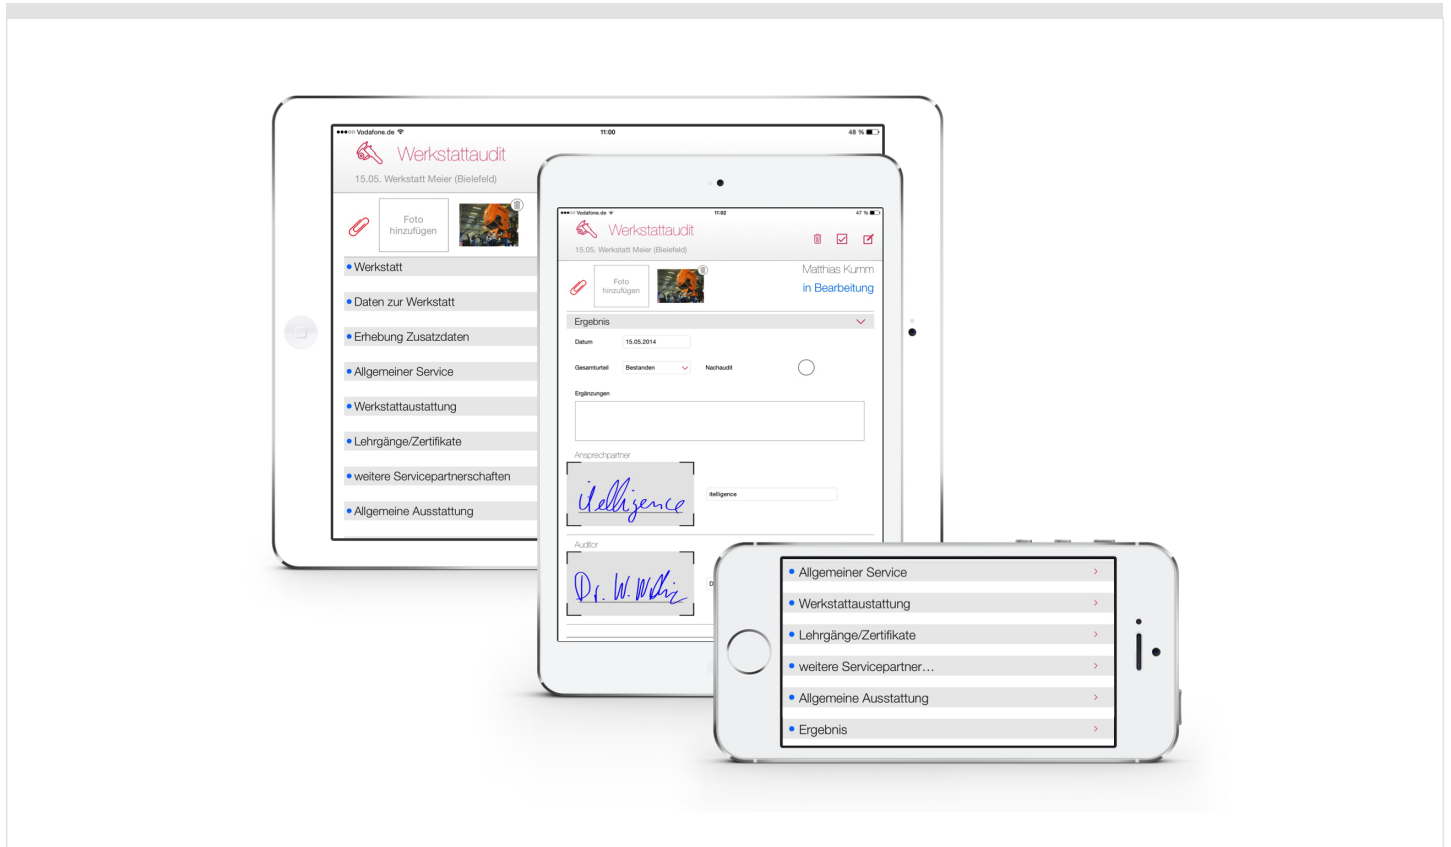 ●●●○○ Vodafone.de 11:00 48 %
Werkstattaudit
15.05. Werkstatt Meier (Bielefeld)
Foto
hinzufügen
• Werkstatt
• Daten zur Werkstatt
• Erhebung Zusatzdaten
• Allgemeiner Service
• Werkstattaustattung
• Lehrgänge/Zertifikate
• weitere Servicepartnerschaften
• Allgemeine Ausstattung
●●●○○ Vodafone.de 11:02 47 %
Werkstattaudit
15.05. Werkstatt Meier (Bielefeld)
Foto
hinzufügen
Matthias Kumm
in Bearbeitung
Ergebnis
Datum 15.05.2014
Gesamturteil Bestanden Nachaudit
Ergänzungen
Ansprechpartner
itelligence
itelligence
Auditor
Dr. W.
D
• Allgemeiner Service >
• Werkstattaustattung >
• Lehrgänge/Zertifikate >
• weitere Servicepartner… >
• Allgemeine Ausstattung >
• Ergebnis >